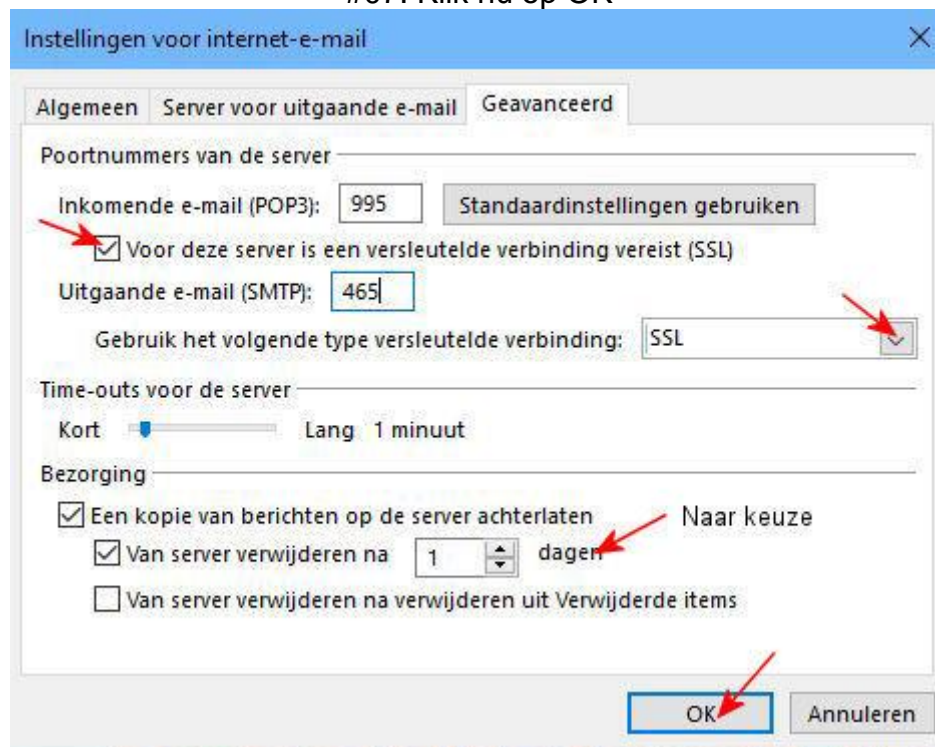 Klik nu op OK
Instellingen voor internet-e-mail
Algemeen Server voor uitgaande e-mail Geavanceerd
Poortnummers van de server
Inkomende e-mail (POP3): 995 Standaardinstellingen gebruiken
Voor deze server is een versleutelde verbinding vereist (SSL)
Uitgaande e-mail (SMTP): 465
Gebruik het volgende type versleutelde verbinding: SSL
Time-outs voor de server
Kort Lang 1 minuut
Bezorging
Een kopie van berichten op de server achterlaten Naar keuze
Van server verwijderen na 1 dagen
Van server verwijderen na verwijderen uit Verwijderde items
OK Annuleren